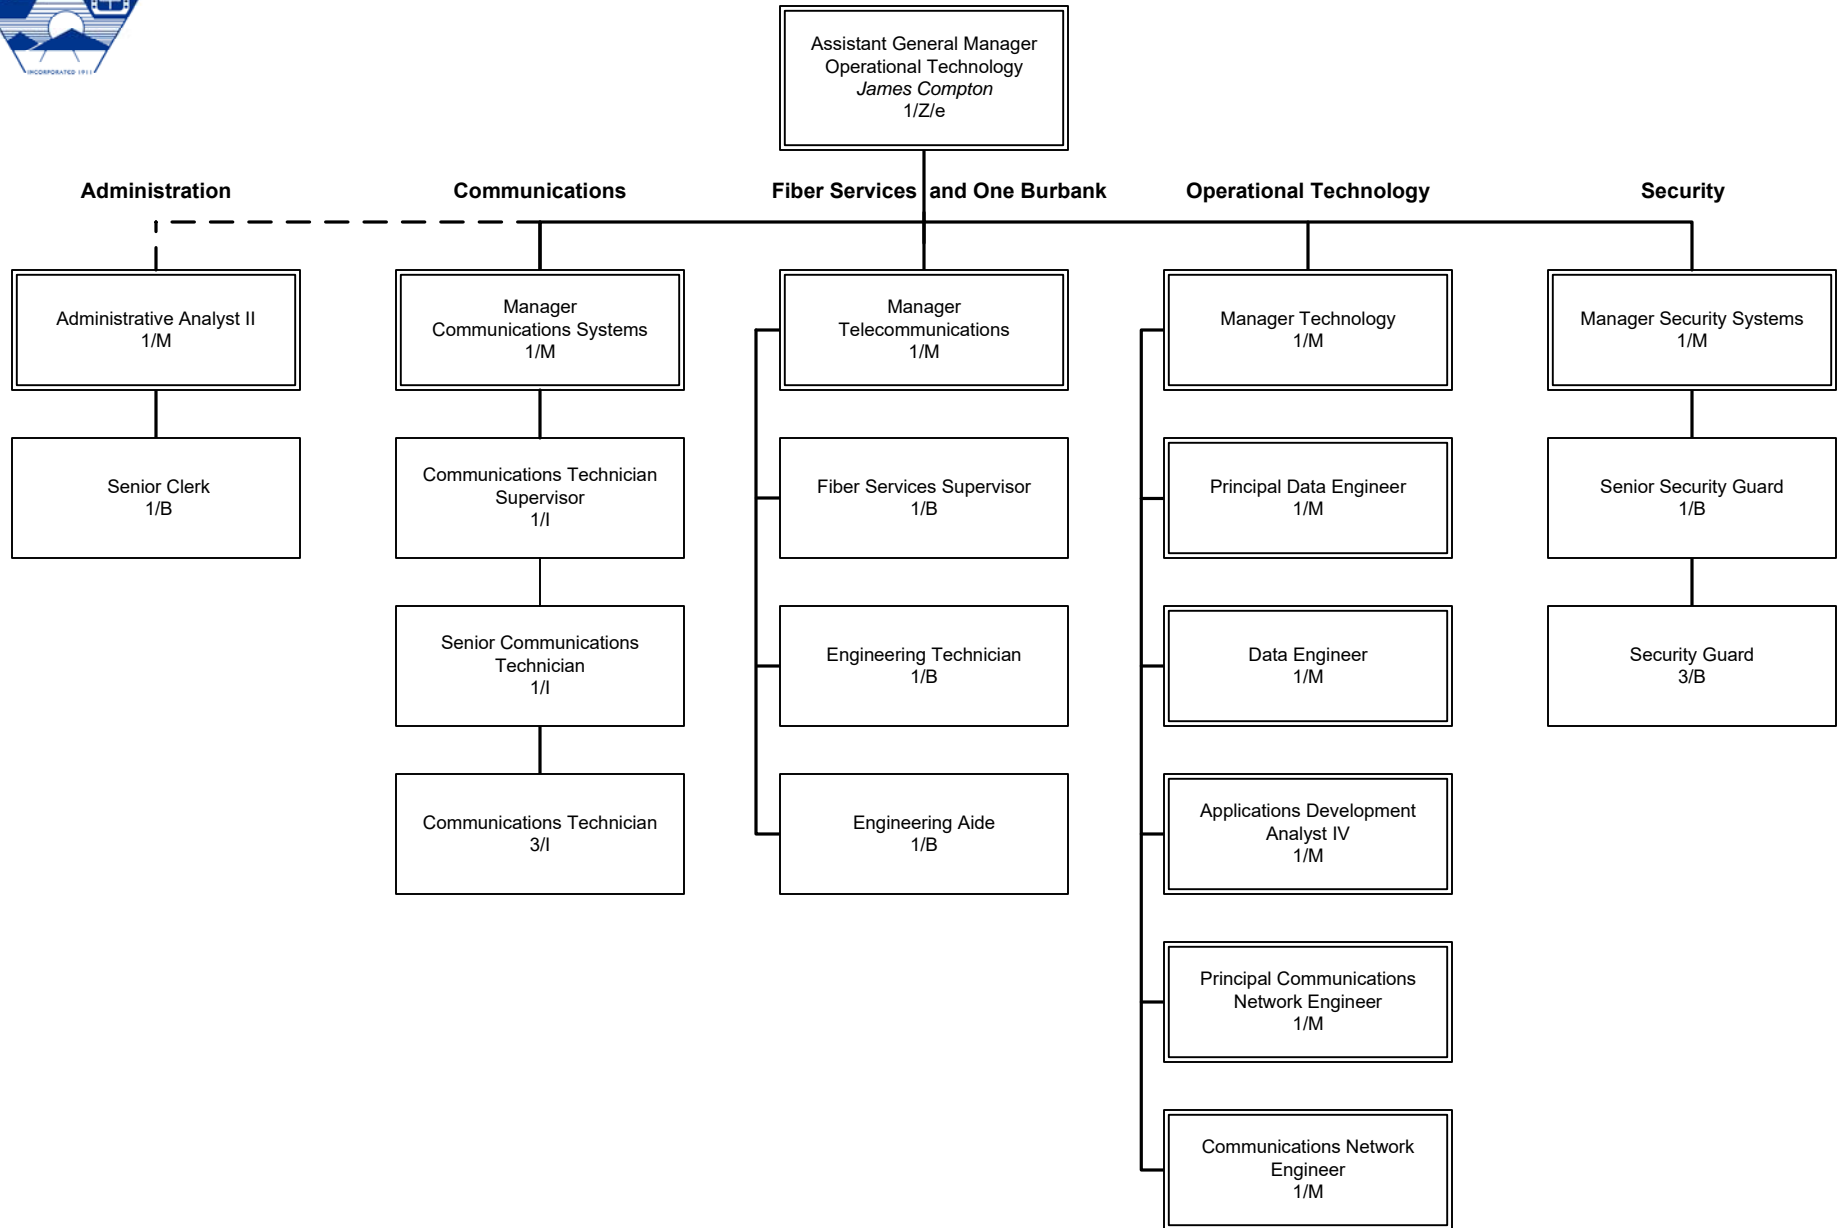 INCORPORATED 1911
Assistant General Manager
Operational Technology
James Compton
1/Z/e
Administration
Communications
Fiber Services and One Burbank
Operational Technology
Security
Administrative Analyst II
1/M
Manager
Communications Systems
1/M
Manager
Telecommunications
1/M
Manager Technology
1/M
Manager Security Systems
1/M
Senior Clerk
1/B
Communications Technician
Supervisor
1/I
Fiber Services Supervisor
1/B
Principal Data Engineer
1/M
Senior Security Guard
1/B
Senior Communications
Technician
1/I
Engineering Technician
1/B
Data Engineer
1/M
Security Guard
3/B
Communications Technician
3/I
Engineering Aide
1/B
Applications Development
Analyst IV
1/M
Principal Communications
Network Engineer
1/M
Communications Network
Engineer
1/M